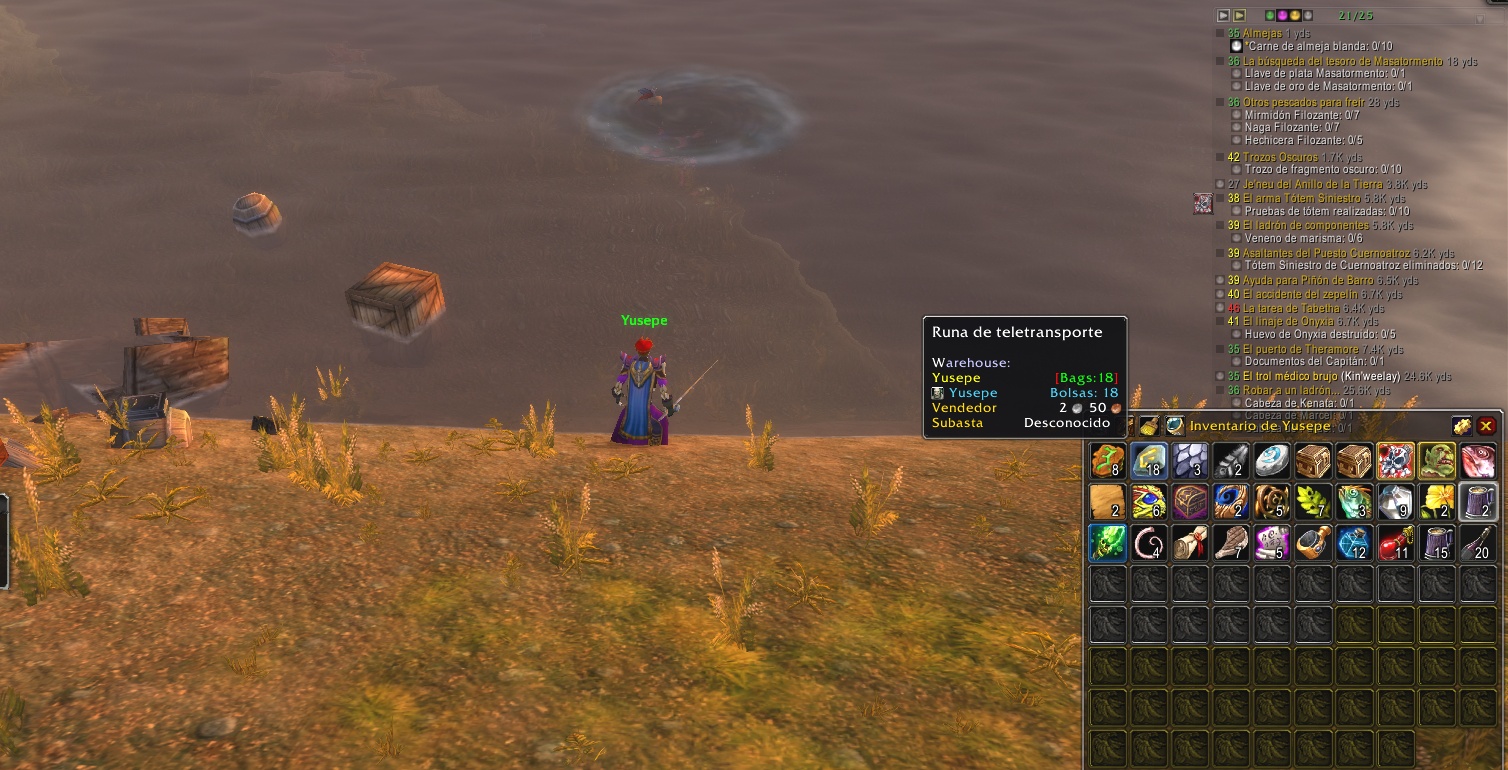 21/25
35 Almejas 1 yds
*Carne de almeja blanda: 0/10
36 La búsqueda del tesoro de Masatormento 18 yds
Llave de plata Masatormento: 0/1
Llave de oro de Masatormento: 0/1
36 Otros pescados para freír 28 yds
Mirmidón Filozante: 0/7
Naga Filozante: 0/7
Hechicera Filozante: 0/5
42 Trozos Oscuros 1.7K yds
Trozo de fragmento oscuro: 0/10
27 Je'neu del Anillo de la Tierra 3.8K yds
38 El arma Tótem Siniestro 5.8K yds
Pruebas de tótem realizadas: 0/10
39 El ladrón de componentes 5.8K yds
Veneno de marisma: 0/6
39 Asaltantes del Puesto Cuernoatroz 6.2K yds
Tótem Siniestro de Cuernoatroz eliminados: 0/12
39 Ayuda para Piñón de Barro 6.5K yds
40 El accidente del zepelín 6.7K yds
46 La tarea de Tabetha 6.4K yds
41 El linaje de Onyxia 6.7K yds
Huevo de Onyxia destruido: 0/5
35 El puerto de Theramore 7.4K yds
Documentos del Capitán: 0/1
35 El trol médico brujo (Kin'weelay) 24.6K yds
36 Robar a un ladrón... 25.6K yds
Cabeza de Kenata: 0/1
Cabeza de Marcel: 0/1
Yusepe
Runa de teletransporte
Warehouse:
Yusepe [Bags:18]
Yusepe Bolsas: 18
Vendedor 2 50
Subasta Desconocido
Inventario de Yusepe
8 18 3 2
2 6 2 5 7 3 9 2 2
4 7 5 12 11 15 20